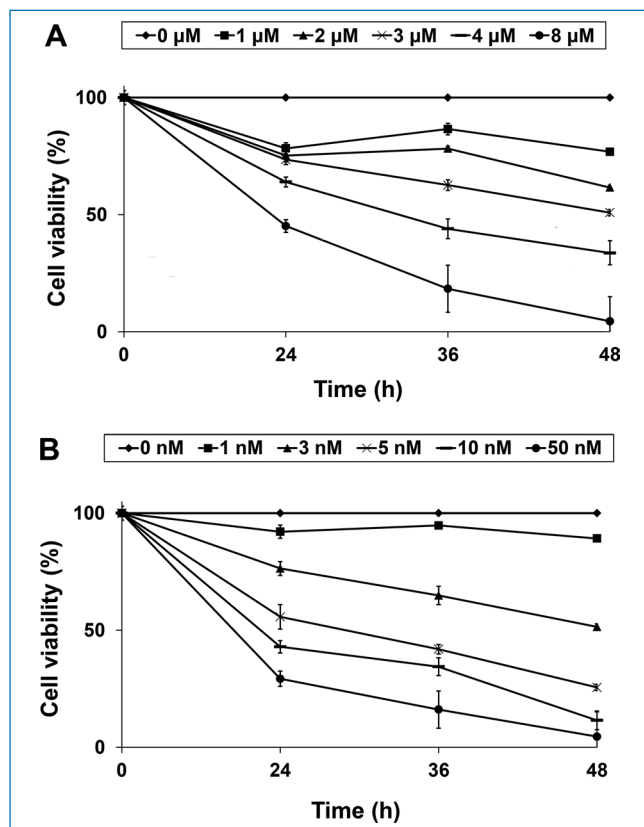 A
0 µM 1 µM 2 µM 3 µM 4 µM 8 µM
100
50
0
Cell viability (%)
0 24 36 48
Time (h)
B
0 nM 1 nM 3 nM 5 nM 10 nM 50 nM
100
50
0
Cell viability (%)
0 24 36 48
Time (h)